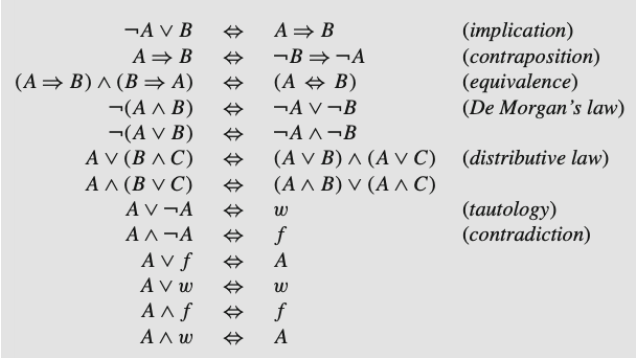 ¬A ∨ B ⇔ A ⇒ B (implication)
A ⇒ B ⇔ ¬B ⇒ ¬A (contraposition)
(A ⇒ B) ∧ (B ⇒ A) ⇔ (A ⇔ B) (equivalence)
¬(A ∧ B) ⇔ ¬A ∨ ¬B (De Morgan's law)
¬(A ∨ B) ⇔ ¬A ∧ ¬B
A ∨ (B ∧ C) ⇔ (A ∨ B) ∧ (A ∨ C) (distributive law)
A ∧ (B ∨ C) ⇔ (A ∧ B) ∨ (A ∧ C)
A ∨ ¬A ⇔ w (tautology)
A ∧ ¬A ⇔ f (contradiction)
A ∨ f ⇔ A
A ∨ w ⇔ w
A ∧ f ⇔ f
A ∧ w ⇔ A